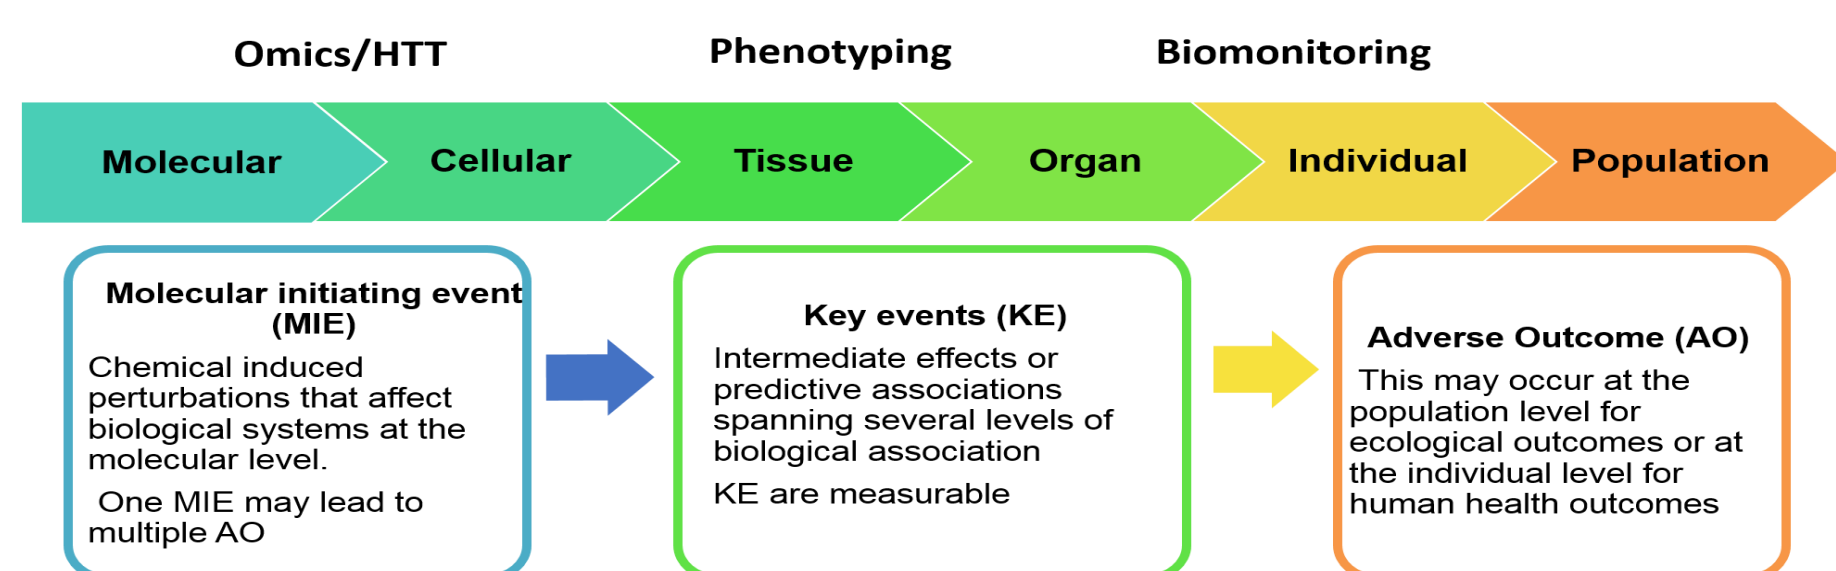 Omics/HTT
Phenotyping
Biomonitoring
Molecular
Cellular
Tissue
Organ
Individual
Population
Molecular initiating event
(MIE)
Chemical induced
perturbations that affect
biological systems at the
molecular level.
One MIE may lead to
multiple AO
Key events (KE)
Intermediate effects or
predictive associations
spanning several levels of
biological association
KE are measurable
Adverse Outcome (AO)
This may occur at the
population level for
ecological outcomes or at
the individual level for
human health outcomes